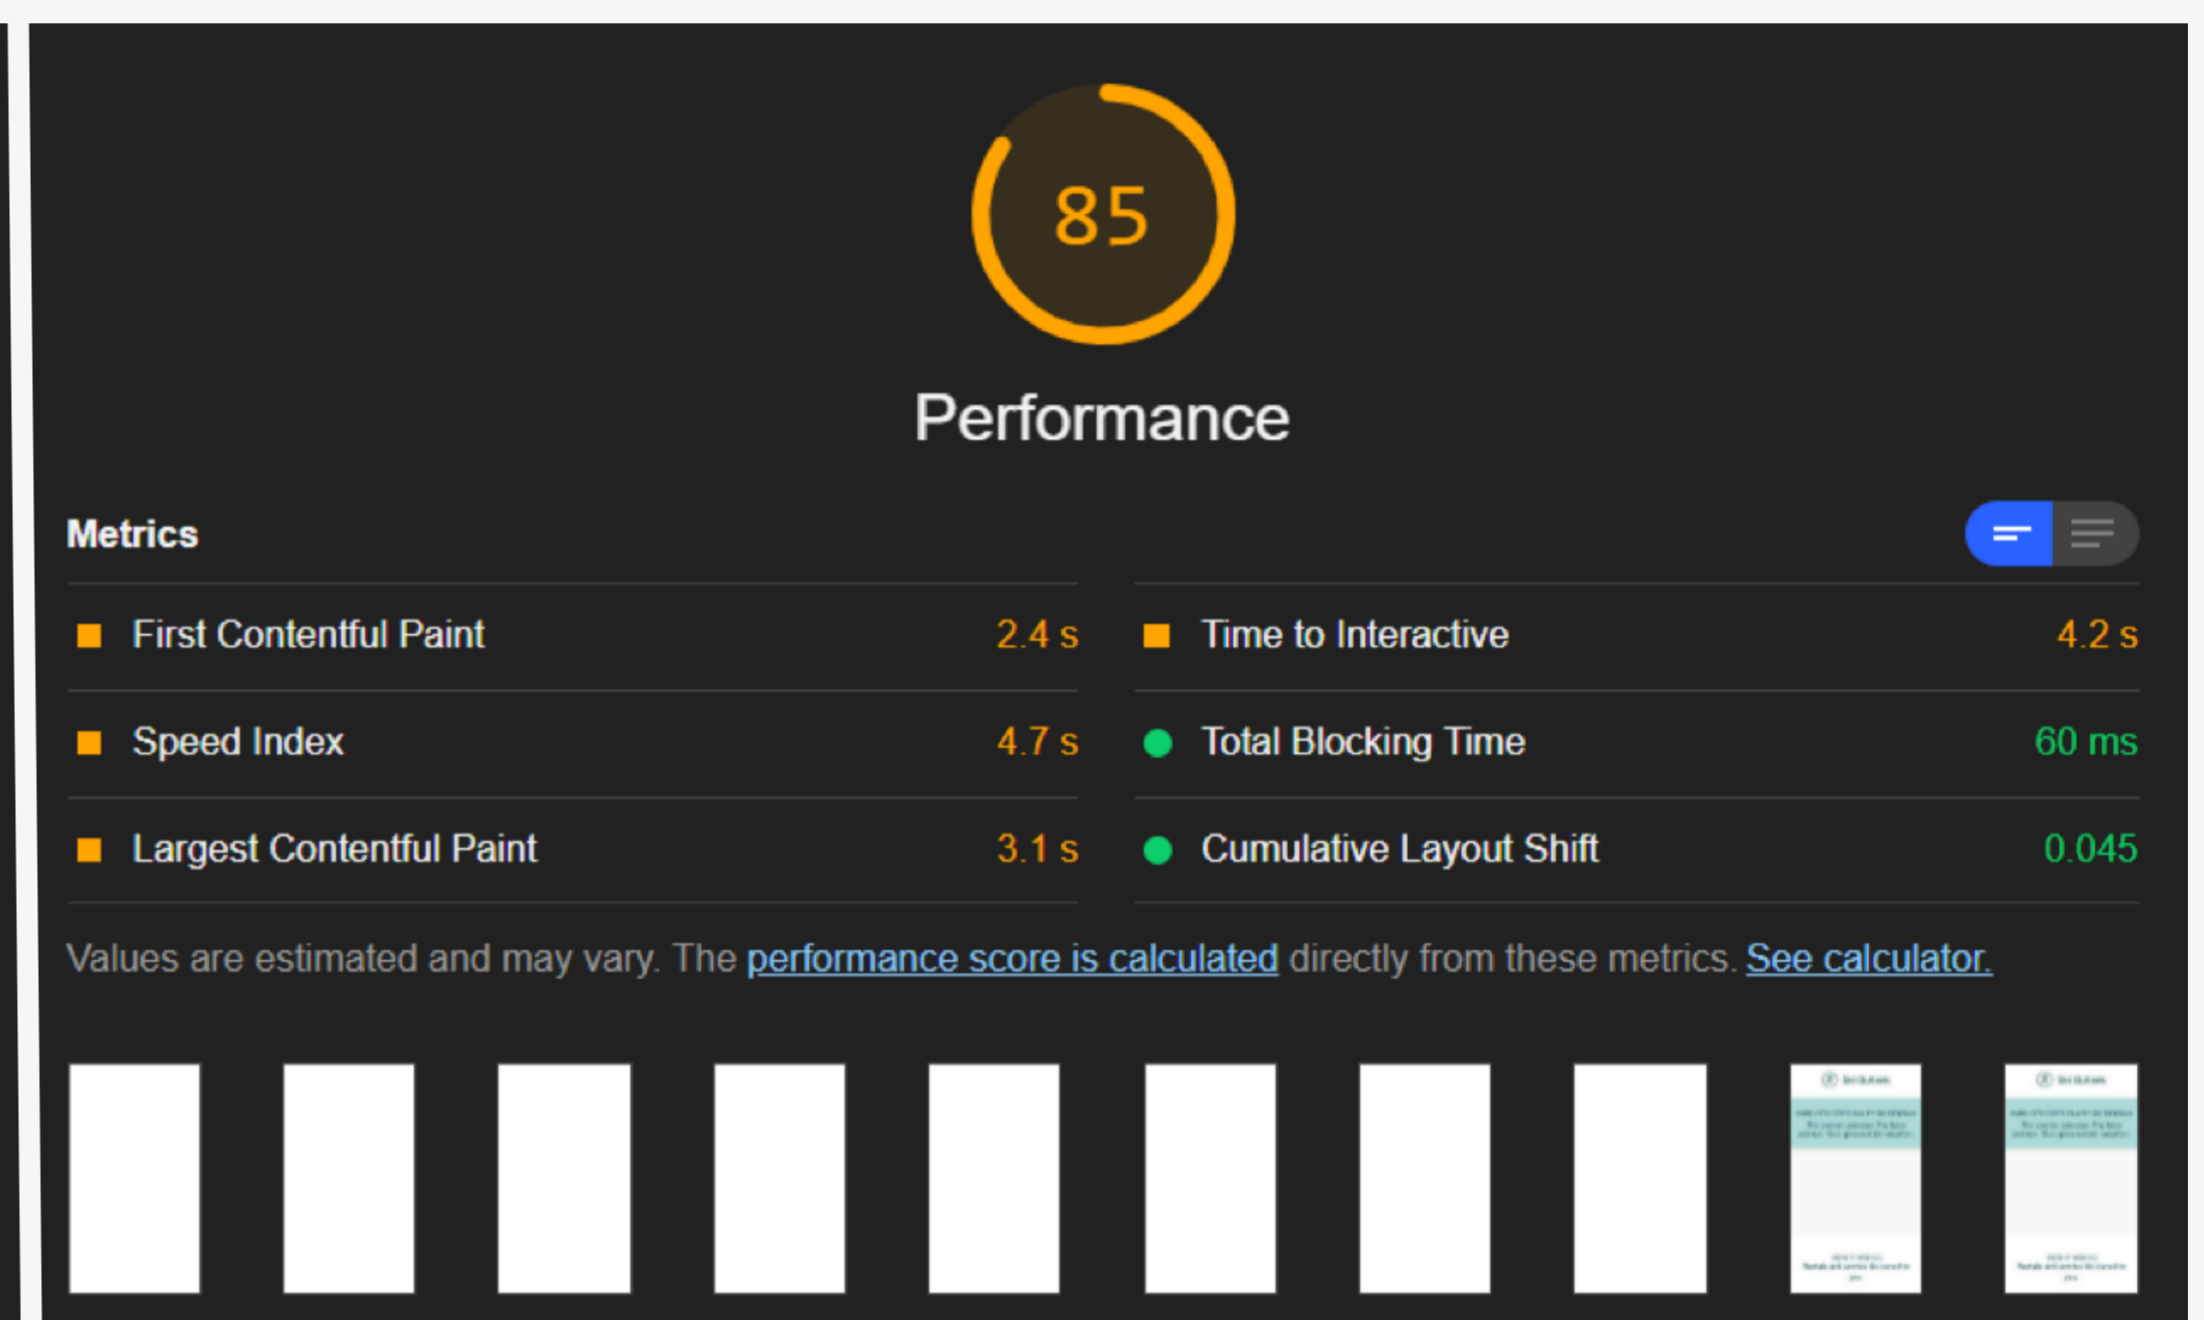 85
Performance
Metrics
First Contentful Paint 2.4 s
Time to Interactive 4.2 s
Speed Index 4.7 s
Total Blocking Time 60 ms
Largest Contentful Paint 3.1 s
Cumulative Layout Shift 0.045
Values are estimated and may vary. The performance score is calculated directly from these metrics. See calculator.